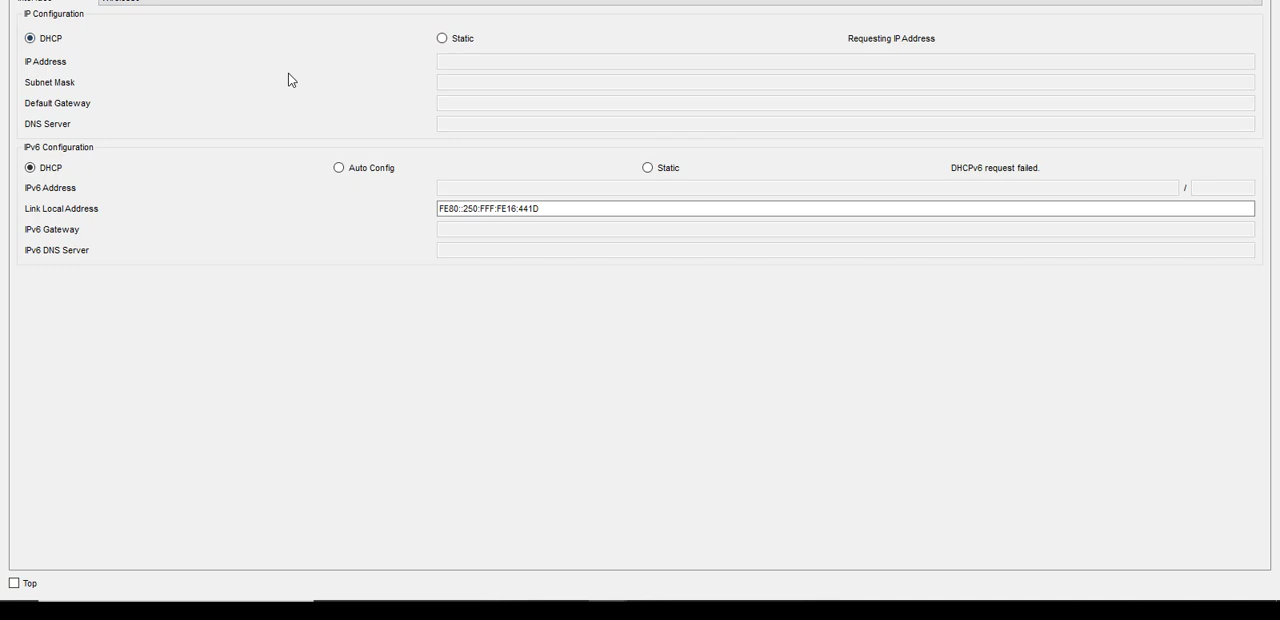 IP Configuration
DHCP Static Requesting IP Address
IP Address
Subnet Mask
Default Gateway
DNS Server
IPv6 Configuration
DHCP Auto Config Static DHCPv6 request failed.
IPv6 Address /
Link Local Address FE80::250:FFF:FE16:441D
IPv6 Gateway
IPv6 DNS Server
Top